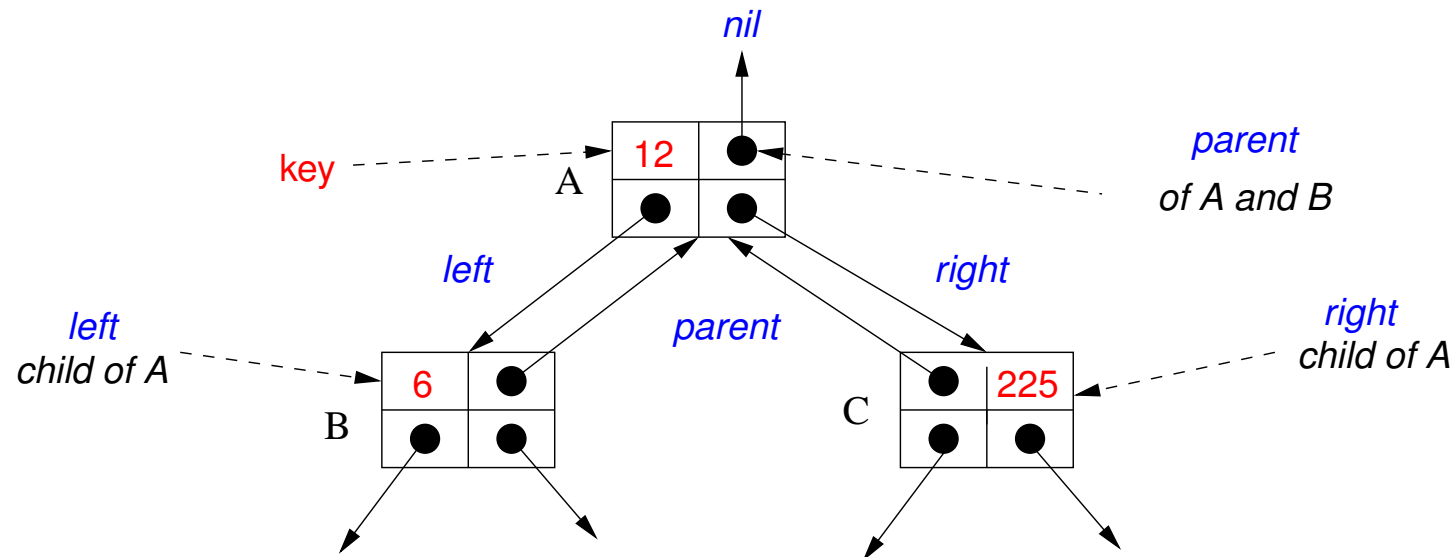 nil
key
12
A
parent
of A and B
left
right
parent
left
child of A
right
child of A
6
B
225
C